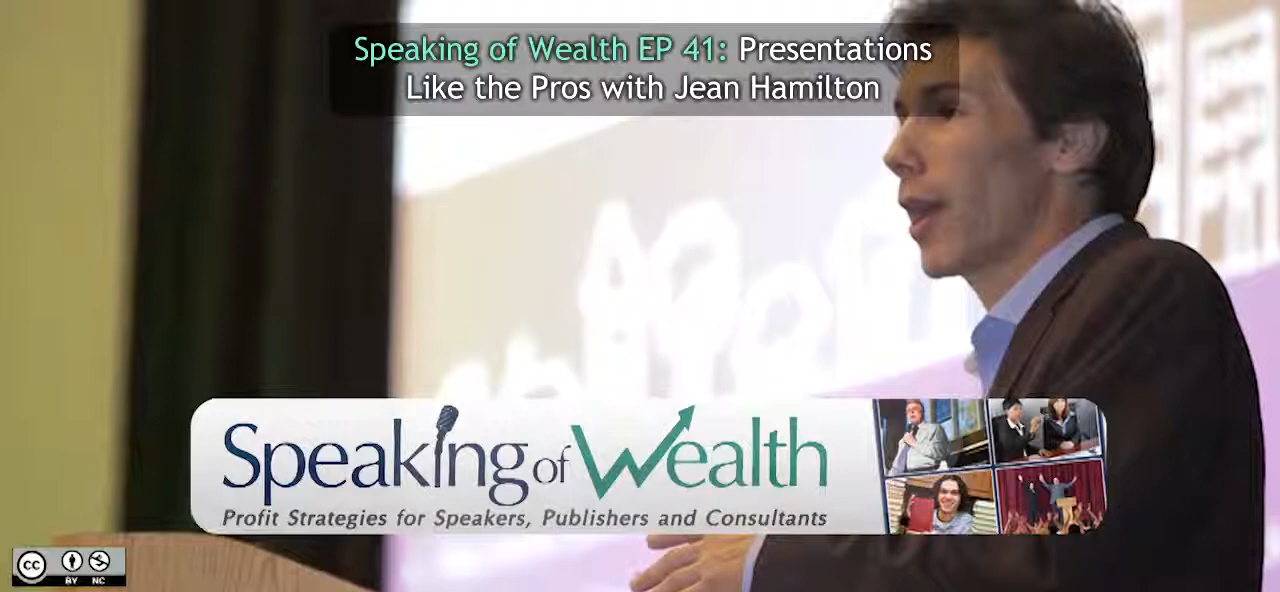 Speaking of Wealth EP 41: Presentations
Like the Pros with Jean Hamilton
Speaking of Wealth
Profit Strategies for Speakers, Publishers and Consultants
cc
BY NC